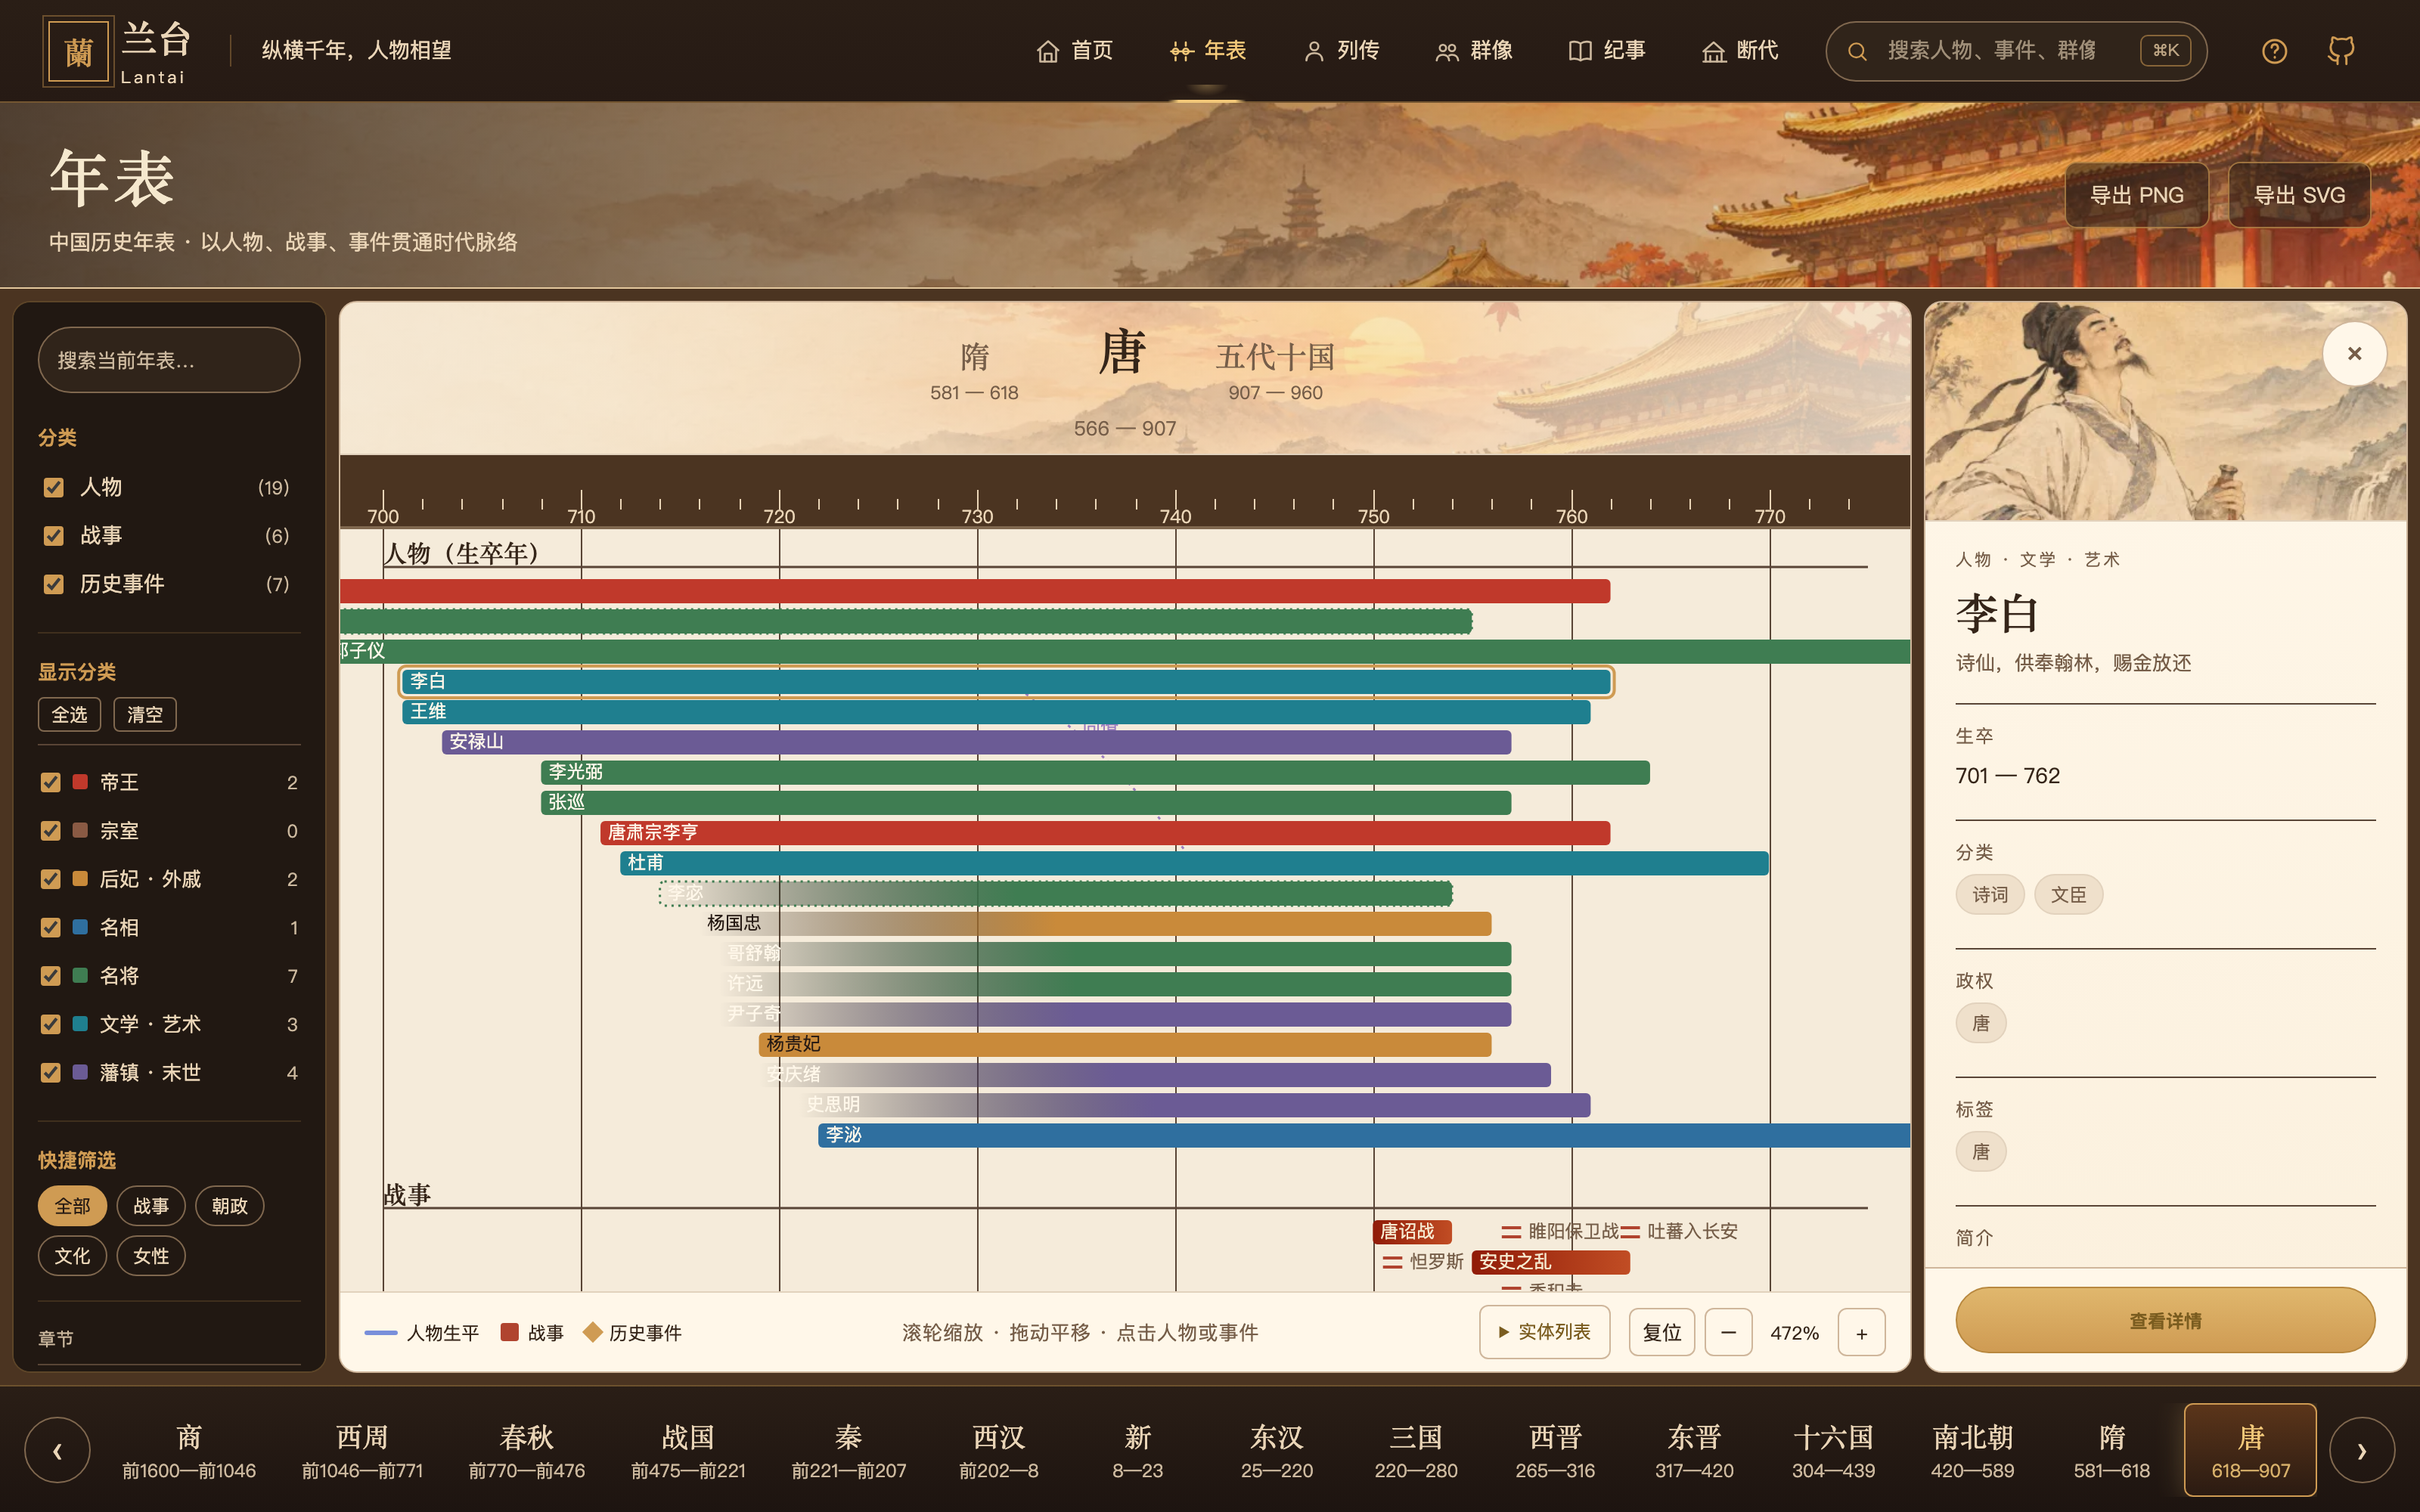 蘭
兰台
Lantai
纵横千年，人物相望
首页
年表
列传
群像
纪事
断代
搜索人物、事件、群像
⌘K
年表
中国历史年表 · 以人物、战事、事件贯通时代脉络
导出 PNG
导出 SVG
搜索当前年表...
分类
人物 (19)
战事 (6)
历史事件 (7)
显示分类
全选 清空
帝王 2
宗室 0
后妃 · 外戚 2
名相 1
名将 7
文学 · 艺术 3
藩镇 · 末世 4
快捷筛选
全部 战事 朝政
文化 女性
章节
隋
581 — 618
唐
566 — 907
五代十国
907 — 960
700 710 720 730 740 750 760 770
人物（生卒年）
郭子仪
李白
王维
安禄山
李光弼
张巡
唐肃宗李亨
杜甫
李宓
杨国忠
哥舒翰
许远
尹子奇
杨贵妃
安庆绪
史思明
李泌
战事
唐诏战 睢阳保卫战 吐蕃入长安
怛罗斯 安史之乱
人物生平 战事 历史事件
滚轮缩放 · 拖动平移 · 点击人物或事件
▶ 实体列表
复位 − 472% +
×
人物 · 文学 · 艺术
李白
诗仙，供奉翰林，赐金放还
生卒
701 — 762
分类
诗词 文臣
政权
唐
标签
唐
简介
查看详情
‹
商
前1600—前1046
西周
前1046—前771
春秋
前770—前476
战国
前475—前221
秦
前221—前207
西汉
前202—8
新
8—23
东汉
25—220
三国
220—280
西晋
265—316
东晋
317—420
十六国
304—439
南北朝
420—589
隋
581—618
唐
618—907
›